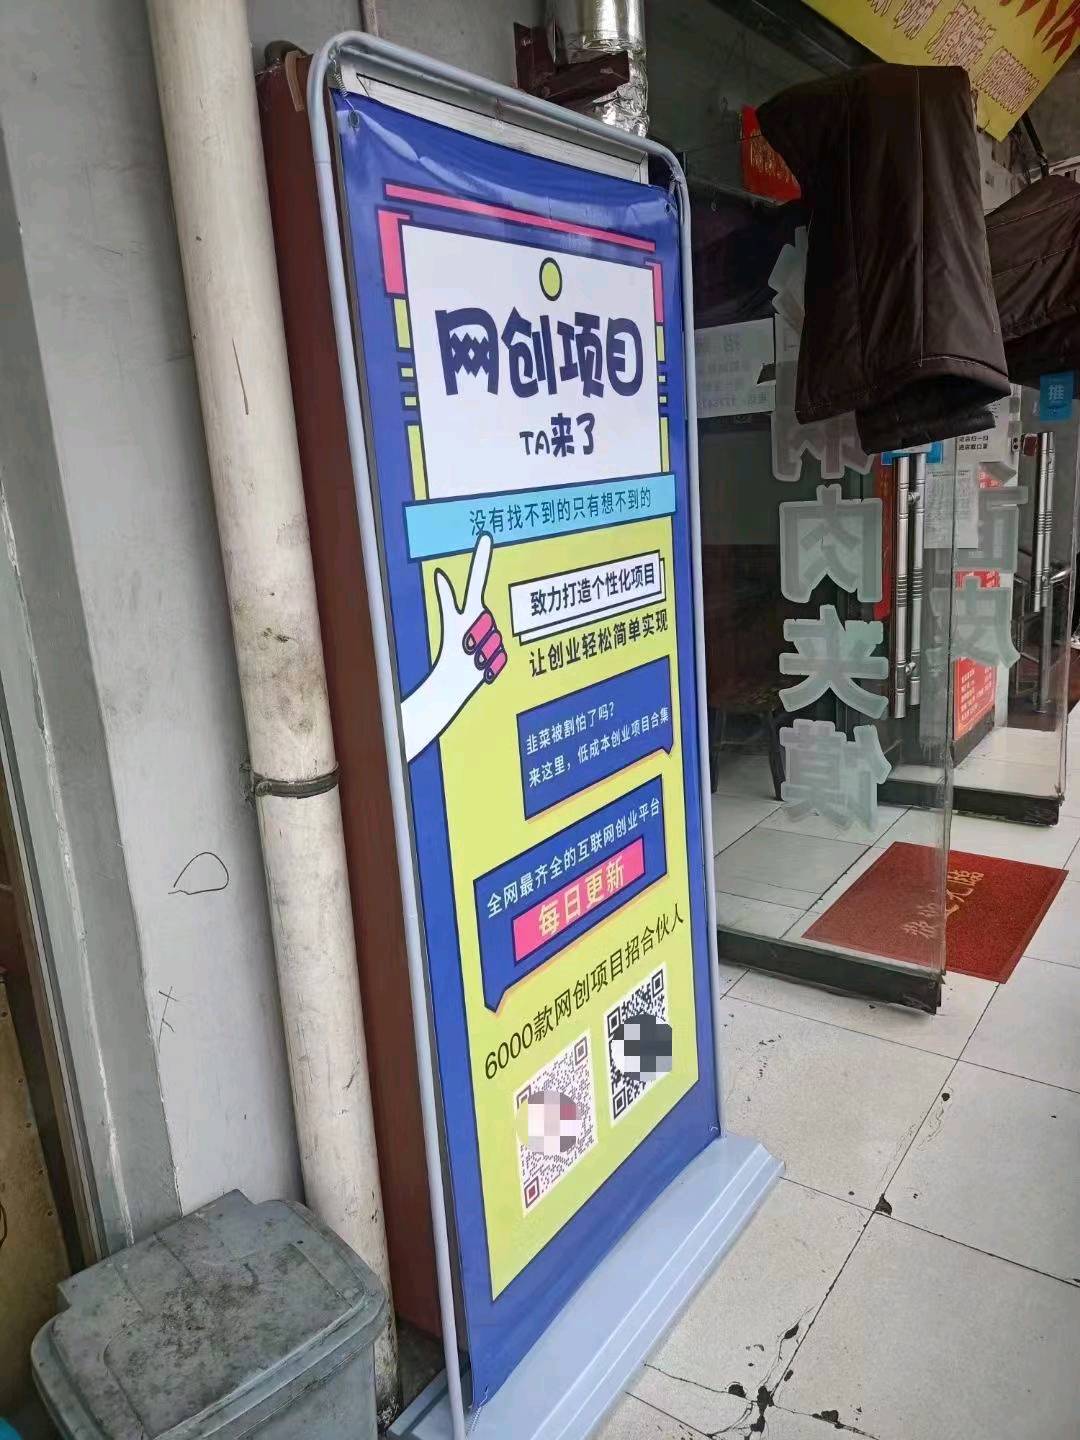 网创项目
TA来了
没有找不到的只有想不到的
致力打造个性化项目
让创业轻松简单实现
韭菜被割怕了吗?
来这里，低成本创业项目合集
全网最齐全的互联网创业平台
每日更新
6000款网创项目招合伙人
肉夹馍
推